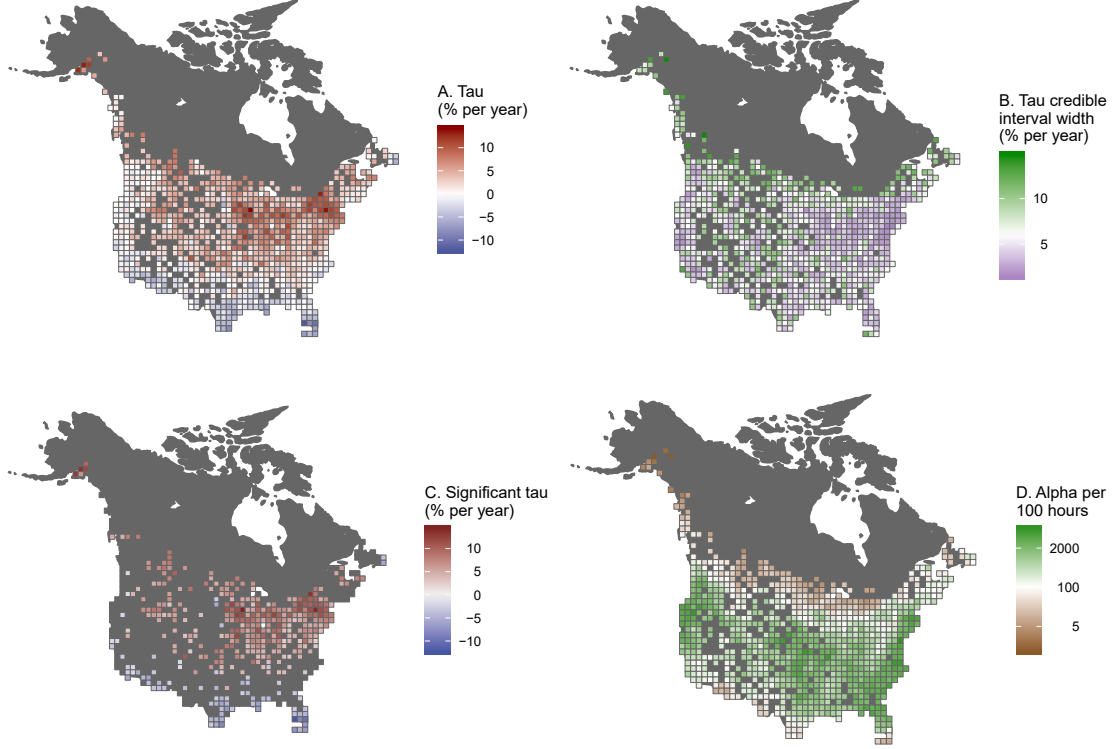 A. Tau
(% per year)
10
5
0
−5
−10
B. Tau credible
interval width
(% per year)
10
5
C. Significant tau
(% per year)
10
5
0
−5
−10
D. Alpha per
100 hours
2000
100
5